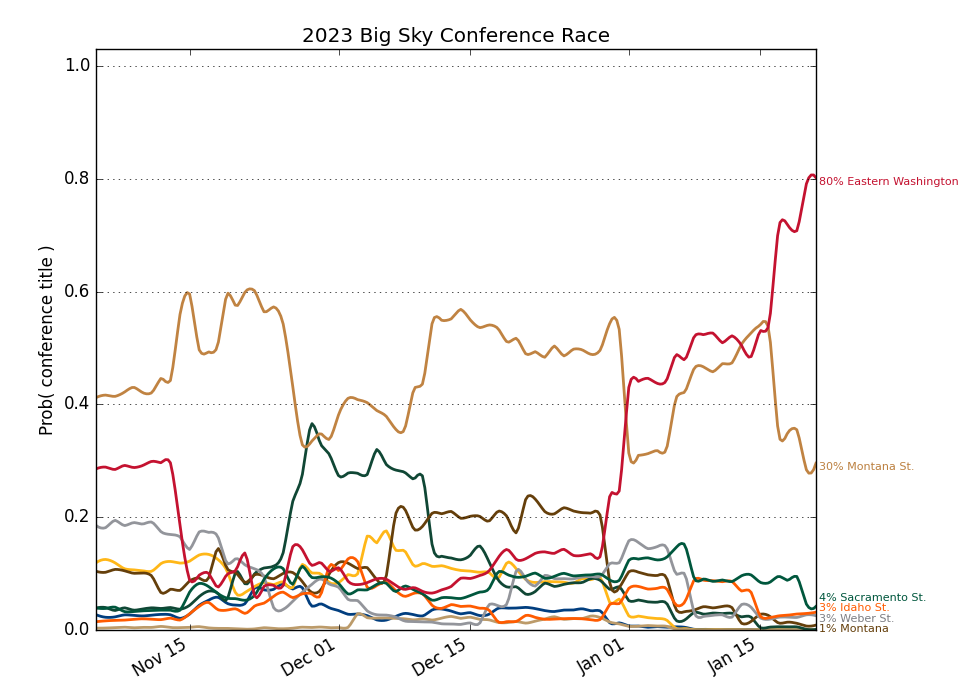 2023 Big Sky Conference Race
Prob( conference title )
1.0
0.8
0.6
0.4
0.2
0.0
Nov 15
Dec 01
Dec 15
Jan 01
Jan 15
80% Eastern Washington
30% Montana St.
4% Sacramento St.
3% Idaho St.
3% Weber St.
1% Montana